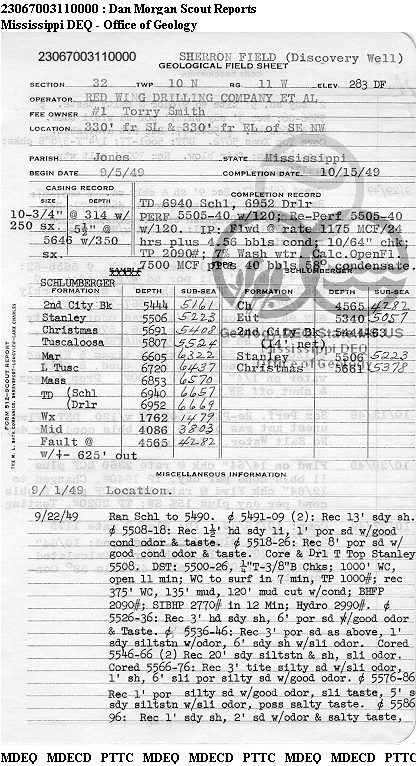 23067003110000 : Dan Morgan Scout Reports
Mississippi DEQ - Office of Geology
23067003110000 SHERRON FIELD (Discovery Well)
GEOLOGICAL FIELD SHEET
SECTION 32 TWP 10 N RG. 11 W ELEV 283 DF
OPERATOR RED WING DRILLING COMPANY ET AL
FEE OWNER #1 Torry Smith
LOCATION 330' fr SL & 330' fr EL of SE NW
PARISH Jones STATE Mississippi
BEGIN DATE 9/5/49 COMPLETION DATE 10/15/49
CASING RECORD COMPLETION RECORD
SIZE DEPTH TD 6940 Schl, 6952 Drlr
10-3/4" @ 314 w/ PERF 5505-40 w/120; Re-Perf 5505-40
250 sx. 5½" @ w/120. IP: Flwd @ rate 1175 MCF/24
5646 w/350 hrs plus 4.56 bbls cond; 10/64" chk;
sx. TP 2090#; Wash wtr. Calc.OpenFl
7500 MCF 10 bbls 58° condensate.
SAMPLE SCHLUMBERGER
SCHLUMBERGER
FORMATION DEPTH SUB-SEA FORMATION DEPTH SUB-SEA
2nd City Bk 5444 5161 Ch 4565 4282
Stanley 5506 5223 Eut 5340 5057
Christmas 5691 5408 2nd City Bk 5444 5163
Tuscaloosa 5807 5524 (14' net)
Mar 6605 6322 Stanley 5506 5223
L Tusc 6720 6437 Christmas 5661 5378
Mass 6853 6570
TD (Schl 6940 6657
(Drlr 6952 6669
Wx 1762 1479
Mid 4086 3803
Fault @ 4565 4282
w/+- 625' out
FORM 512-SCOUT REPORT
MISCELLANEOUS INFORMATION
9/ 1/49 Location.
9/22/49 Ran Schl to 5490. ¢ 5491-09 (2): Rec 13' sdy sh.
¢ 5508-18: Rec 1½' hd sdy li, 1' por sd w/good
cond odor & taste. ¢ 5518-26: Rec 8' por sd w/
good cond odor & taste. Core & Drl T Top Stanley
5508. DST: 5500-26, ¼"T-3/8"B Chks; 1000' WC,
open 11 min; WC to surf in 7 min, TP 1000#; rec
375' WC, 135' mud, 120' mud cut w/cond; BHFP
2090#; SIBHP 2770# in 12 Min; Hydro 2990#. ¢
5526-36: Rec 3' hd sdy sh, 6' por sd w/good odor
& Taste. ¢ 5536-46: Rec 3' por sd as above, 1'
sdy siltstn w/odor, 6' sdy sh w/sli odor. Cored
5546-66 (2) Rec 20' sdy siltstn & sh, sli odor.
Cored 5566-76: Rec 3' tite silty sd w/sli odor,
1' sh, 6' sli por silty sd w/good odor. ¢ 5576-86
Rec 1' por silty sd w/good odor, sli taste, 5' s
sdy siltstn w/sli odor, poss salty taste. ¢ 5586
96: Rec 1' sdy sh, 2' sd w/odor & salty taste,
MDEQ MDECD PTTC MDEQ MDECD PTTC MDEQ MDECD PTTC